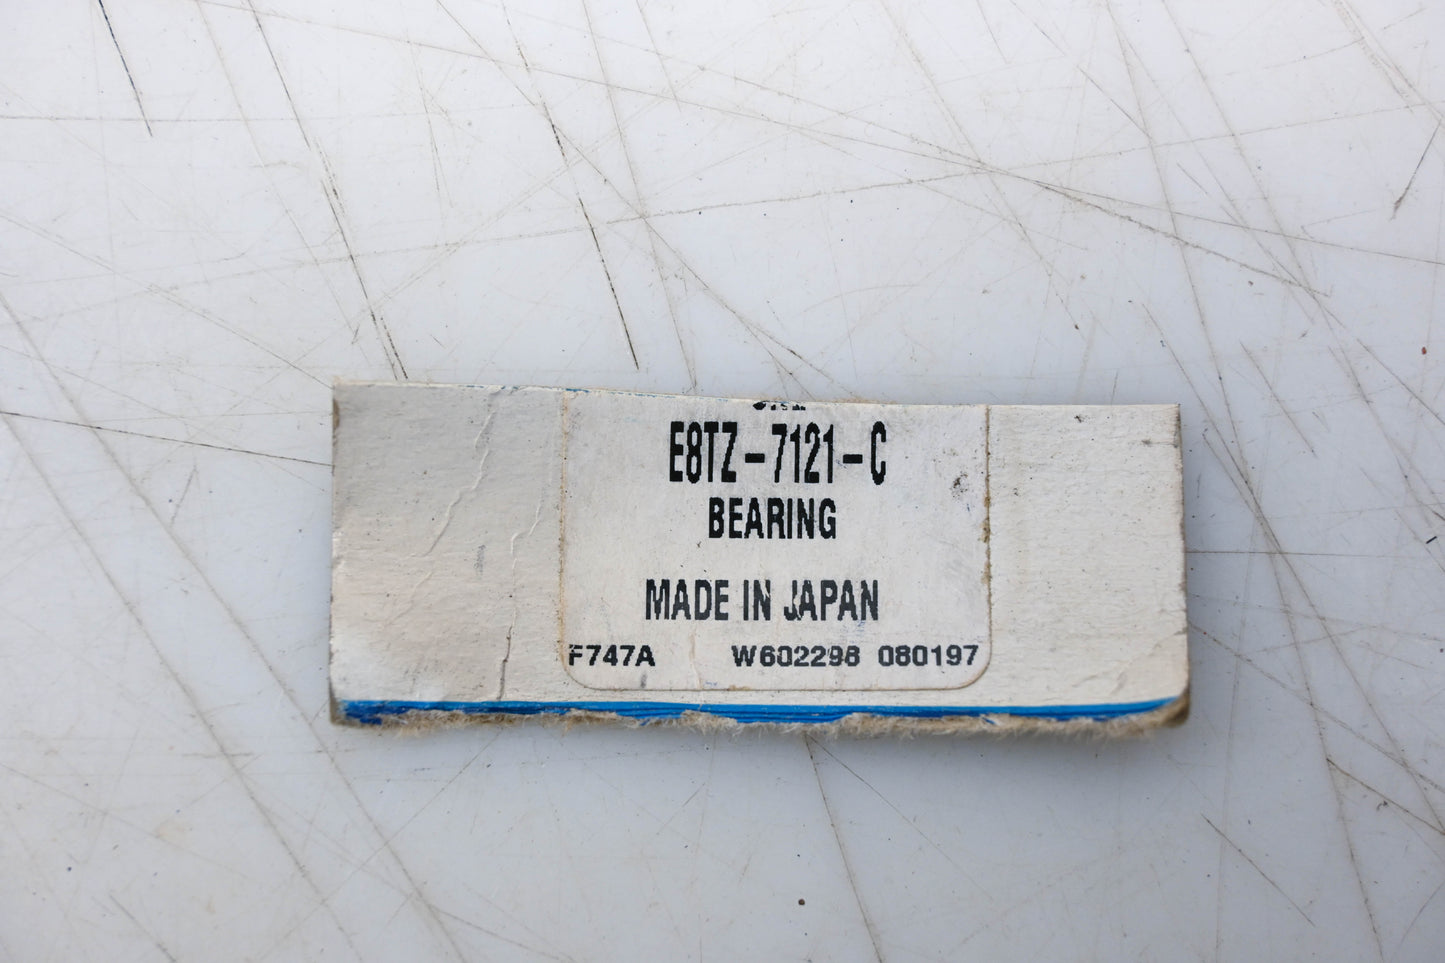 E8TZ-7121-C
BEARING
MADE IN JAPAN
F747A W602298 080197